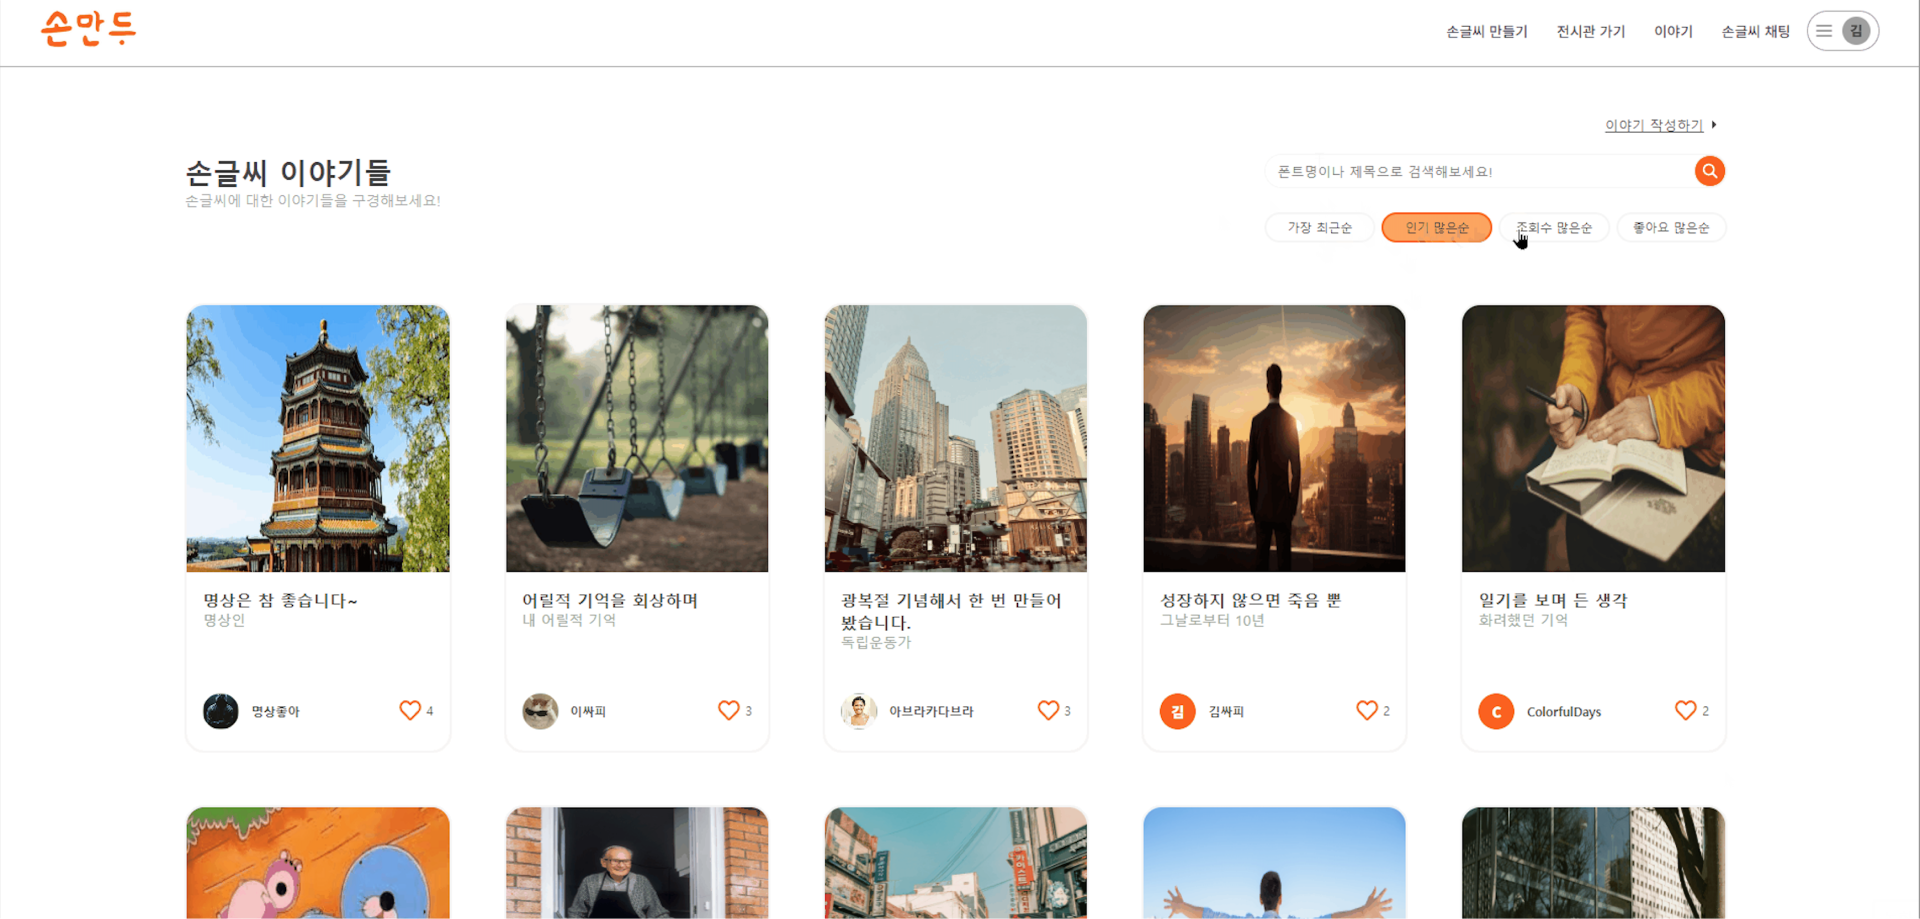 손만두
손글씨 만들기
전시관 가기
이야기
손글씨 채팅
김
이야기 작성하기
손글씨 이야기들
손글씨에 대한 이야기들을 구경해보세요!
폰트명이나 제목으로 검색해보세요!
가장 최근순
인기 많은순
조회수 많은순
좋아요 많은순
명상은 참 좋습니다~
명상인
명상좋아
4
어릴적 기억을 회상하며
내 어릴적 기억
이싸피
3
광복절 기념해서 한 번 만들어
봤습니다.
독립운동가
아브라카다브라
3
성장하지 않으면 죽음 뿐
그날로부터 10년
김
김싸피
2
일기를 보며 든 생각
화려했던 기억
C
ColorfulDays
2